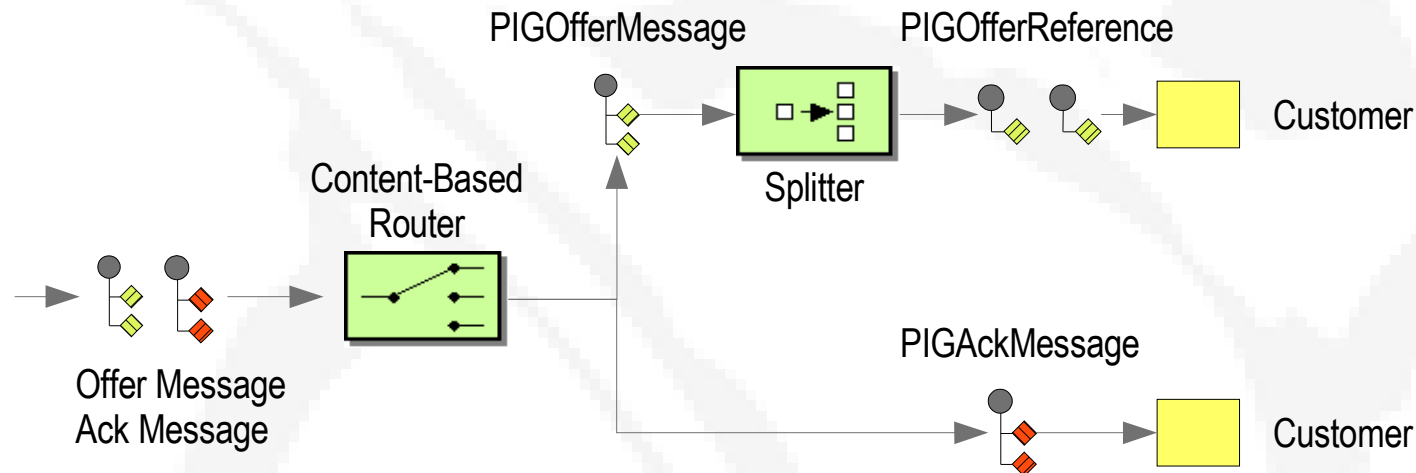 PIGOfferMessage
PIGOfferReference
Customer
Splitter
Content-Based
Router
Offer Message
Ack Message
PIGAckMessage
Customer